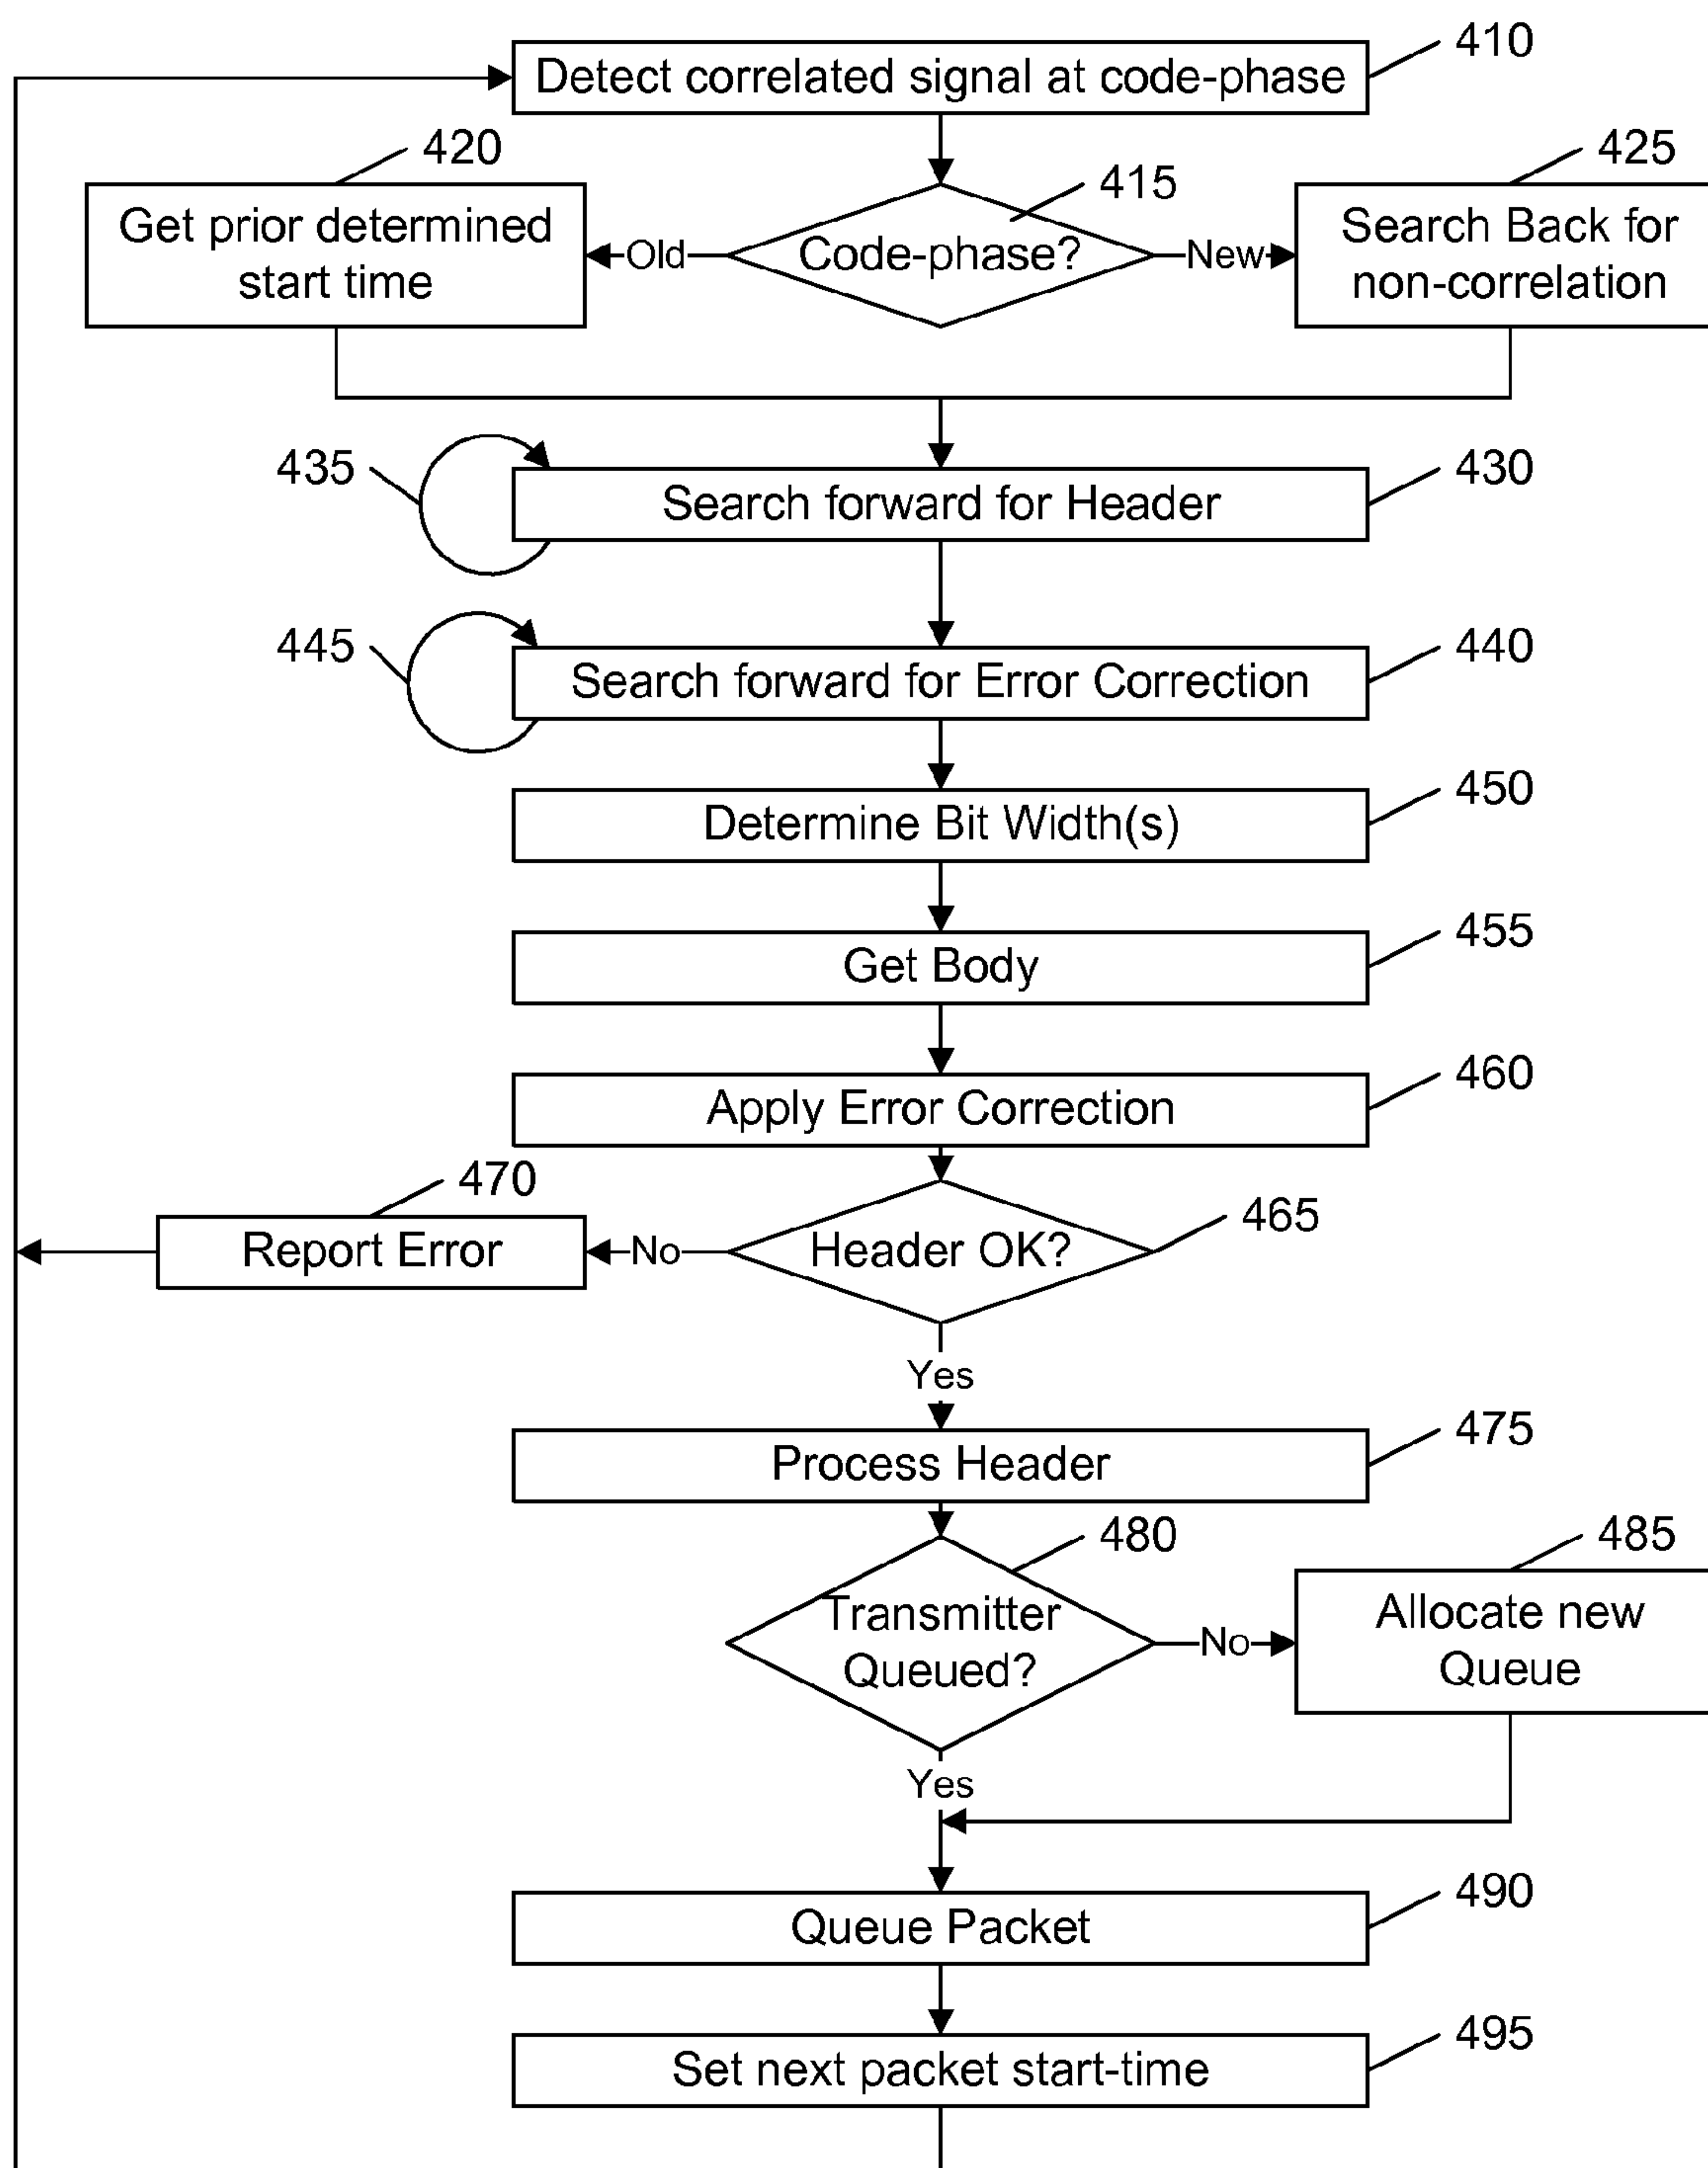 410
Detect correlated signal at code-phase
420
415
425
Get prior determined
start time
Old
Code-phase?
New
Search Back for
non-correlation
435
430
Search forward for Header
445
440
Search forward for Error Correction
450
Determine Bit Width(s)
455
Get Body
460
Apply Error Correction
470
465
Report Error
No
Header OK?
Yes
475
Process Header
480
485
Transmitter
Queued?
No
Allocate new
Queue
Yes
490
Queue Packet
495
Set next packet start-time